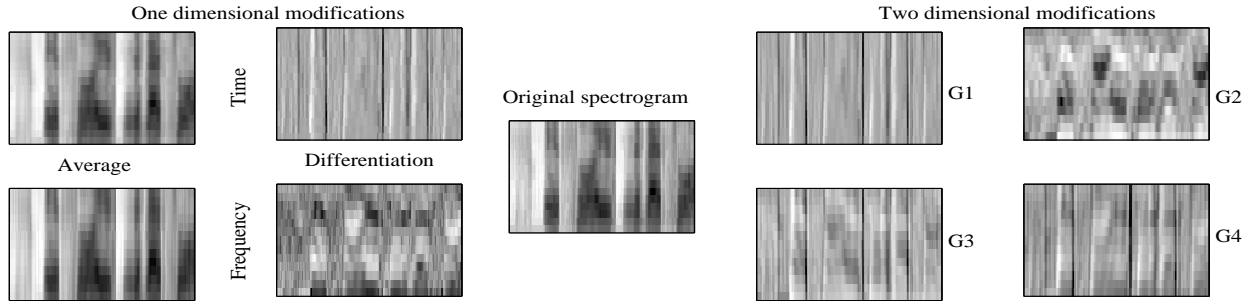 One dimensional modifications
Two dimensional modifications
Time
Original spectrogram
G1
G2
Average
Differentiation
Frequency
G3
G4